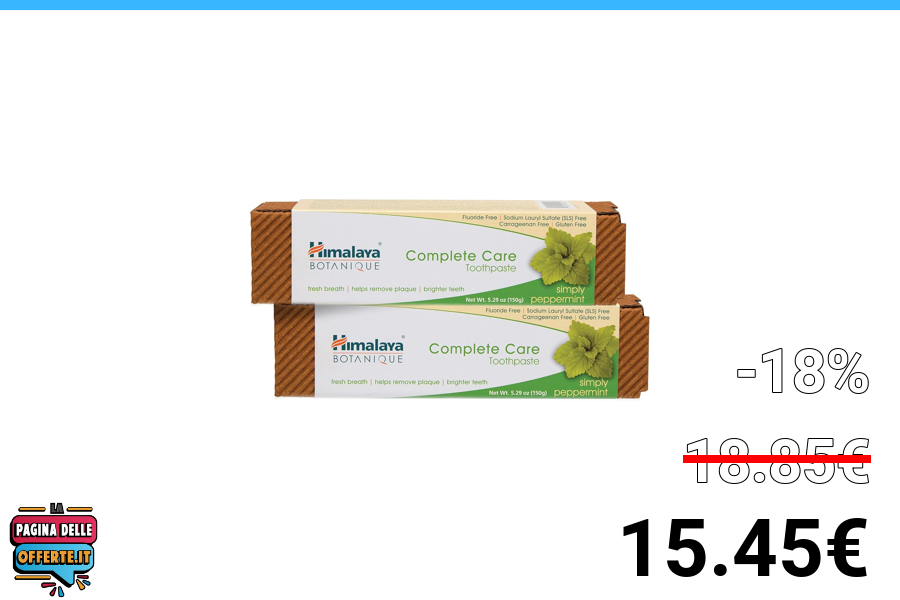 Fluoride Free | Sodium Lauryl Sulfate (SLS) Free
Carrageenan Free | Gluten Free
Himalaya®
BOTANIQUE
Complete Care
Toothpaste
fresh breath | helps remove plaque | brighter teeth
simply
peppermint
Net Wt. 5.29 oz (150g)
Fluoride Free | Sodium Lauryl Sulfate (SLS) Free
Carrageenan Free | Gluten Free
Himalaya®
BOTANIQUE
Complete Care
Toothpaste
fresh breath | helps remove plaque | brighter teeth
simply
peppermint
Net Wt. 5.29 oz (150g)
-18%
18.85€
15.45€
LA
PAGINA DELLE
OFFERTE.IT